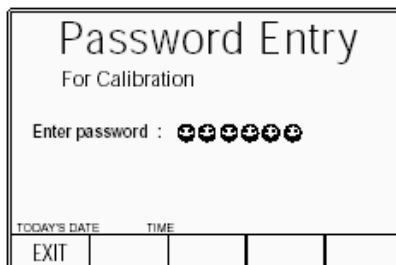 Password Entry
For Calibration
Enter password : ☻☻☻☻☻☻
TODAY'S DATE TIME
EXIT